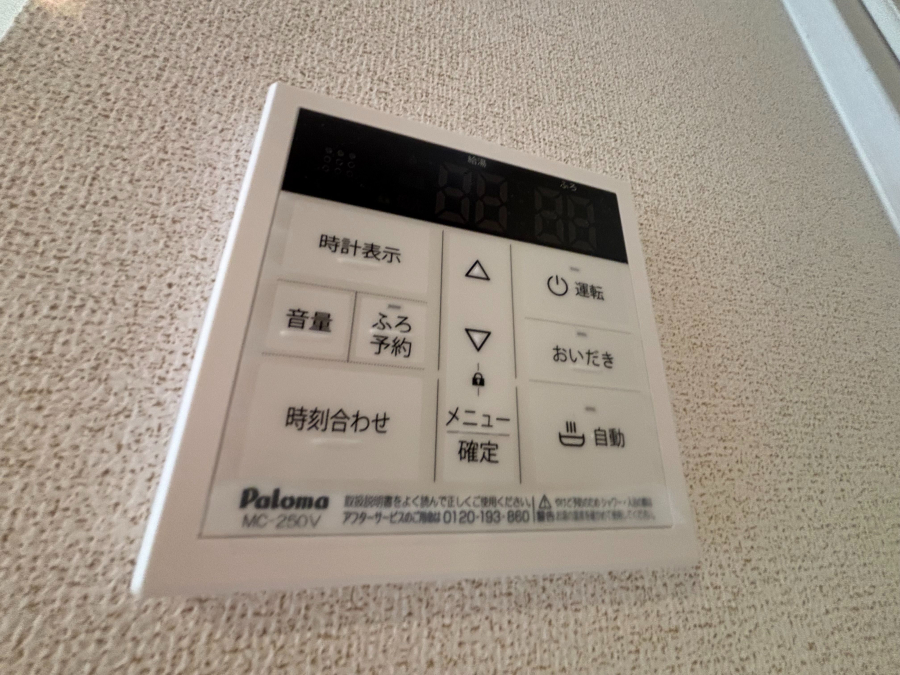 給湯
ふろ
時計表示
運転
音量
ふろ
予約
おいだき
時刻合わせ
メニュー
確定
自動
Paloma
MC-250V
取扱説明書をよく読んで正しくご使用ください。
アフターサービスのご用命は 0120-193-860
警告